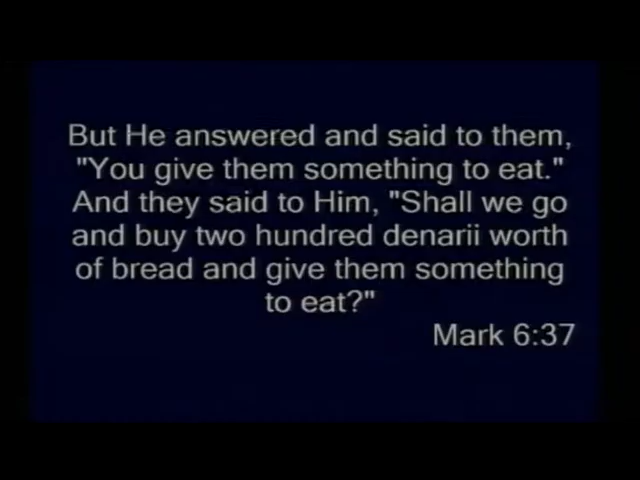 But He answered and said to them,
"You give them something to eat."
And they said to Him, "Shall we go
and buy two hundred denarii worth
of bread and give them something
to eat?"
Mark 6:37